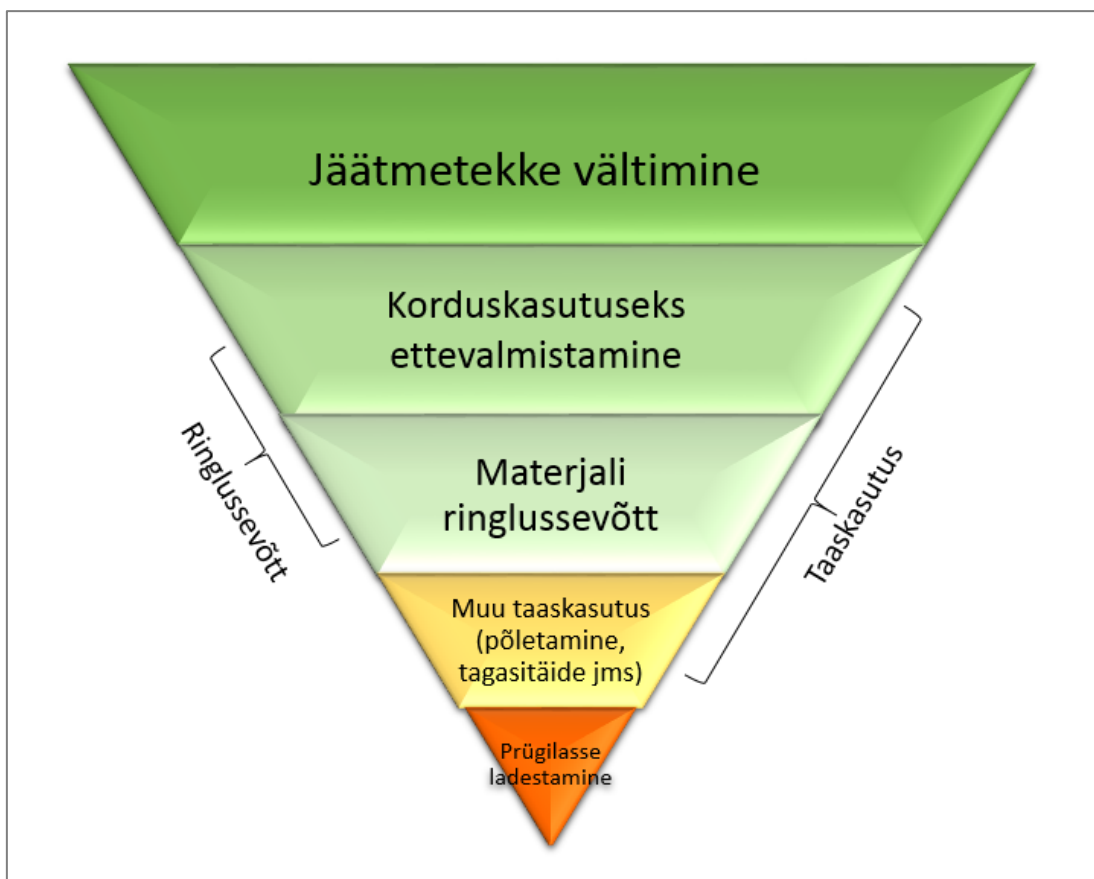 Jäätmetekke vältimine
Korduskasutuseks
ettevalmistamine
Ringlussevõtt
Materjali
ringlussevõtt
Taaskasutus
Muu taaskasutus
(põletamine,
tagasitäide jms)
Prügilasse
ladestamine